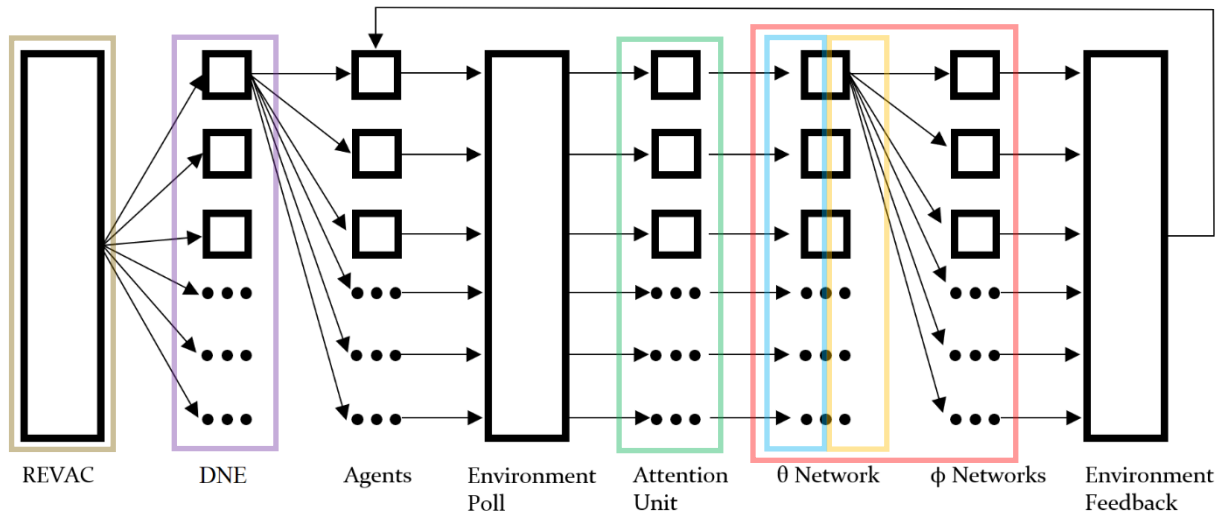 REVAC
DNE
Agents
Environment
Poll
Attention
Unit
θ Network
ϕ Networks
Environment
Feedback